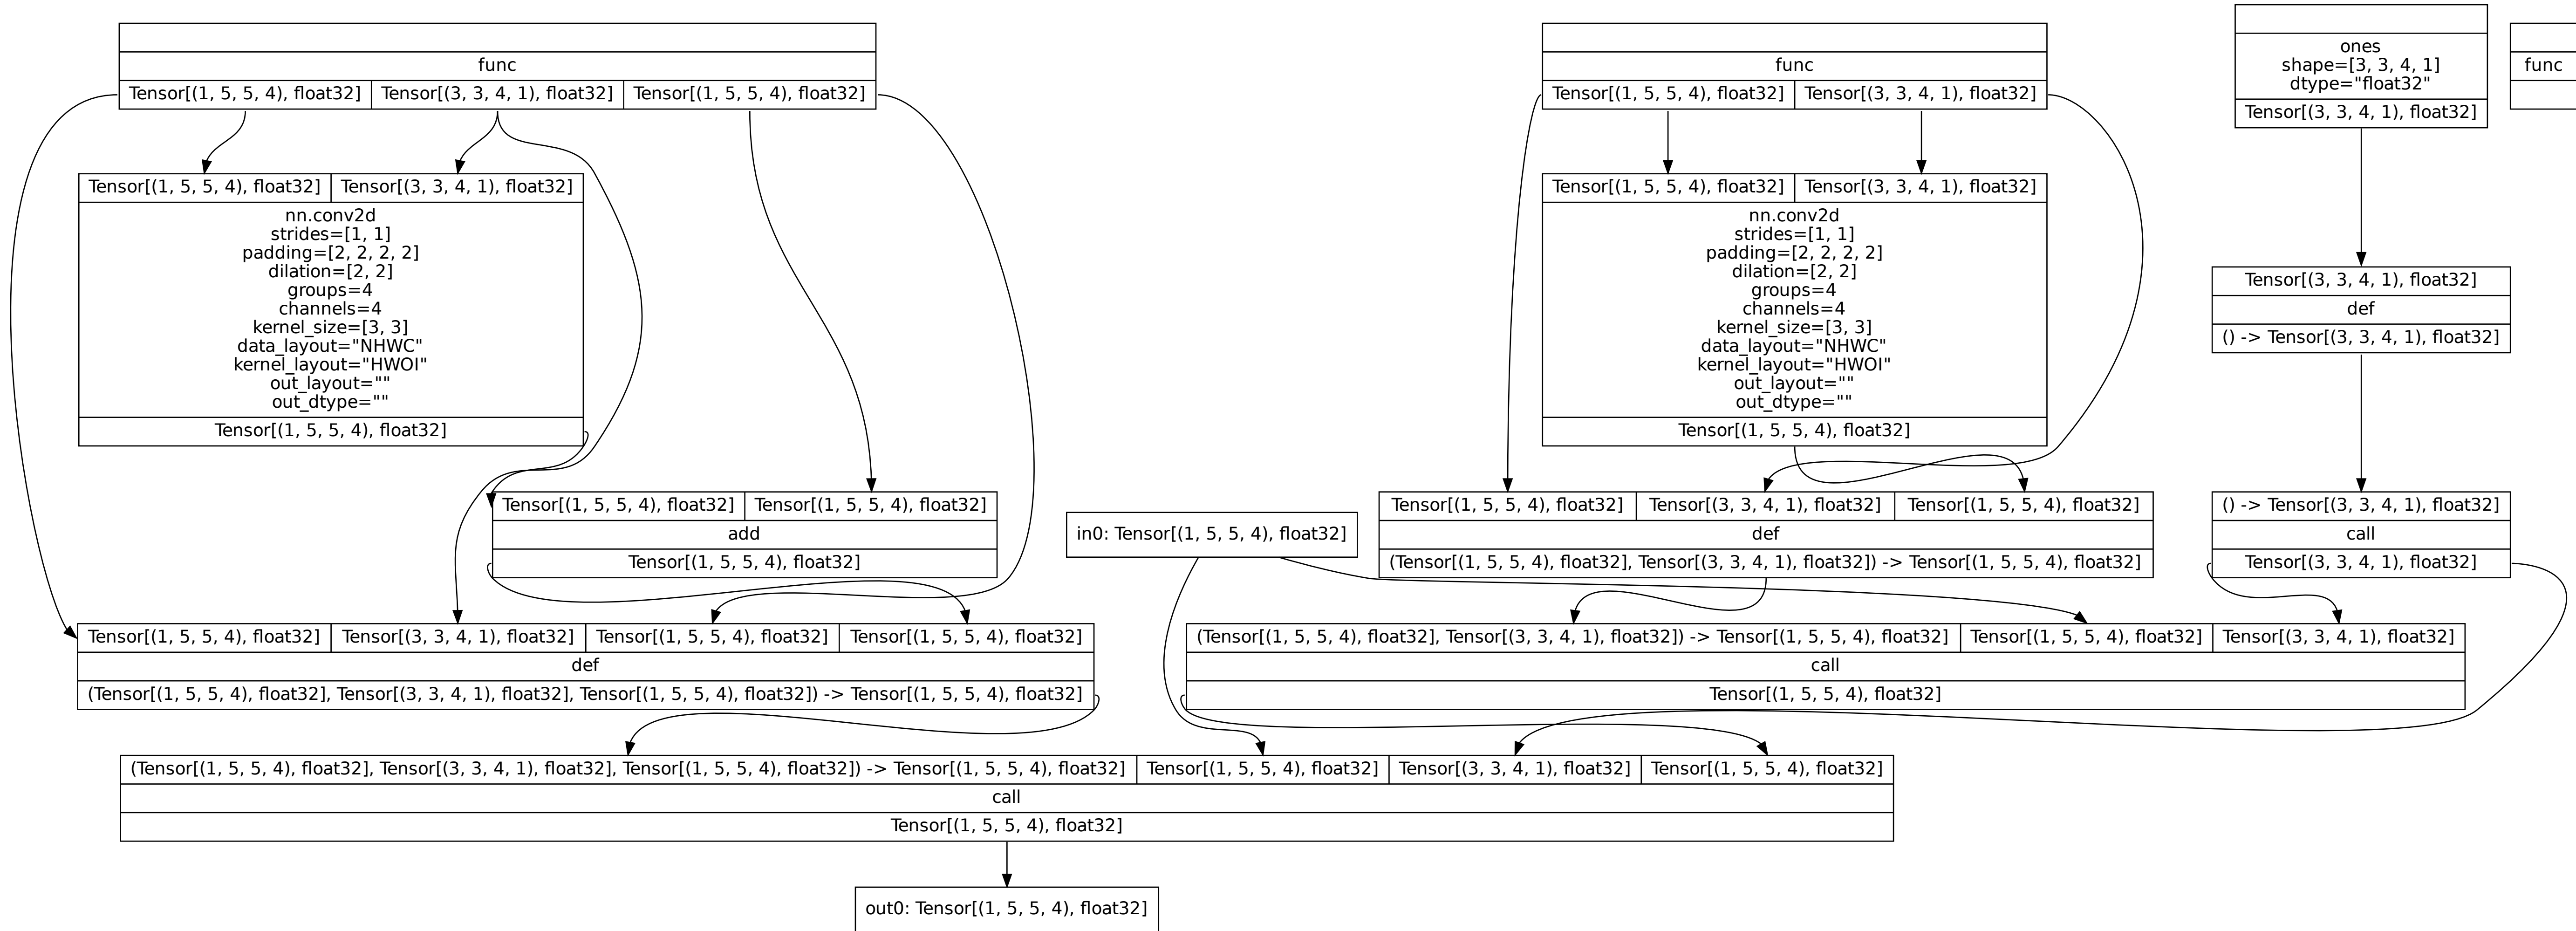 func
Tensor[(1, 5, 5, 4), float32]
Tensor[(3, 3, 4, 1), float32]
Tensor[(1, 5, 5, 4), float32]
Tensor[(1, 5, 5, 4), float32]
Tensor[(3, 3, 4, 1), float32]
nn.conv2d
strides=[1, 1]
padding=[2, 2, 2, 2]
dilation=[2, 2]
groups=4
channels=4
kernel_size=[3, 3]
data_layout="NHWC"
kernel_layout="HWOI"
out_layout=""
out_dtype=""
Tensor[(1, 5, 5, 4), float32]
Tensor[(1, 5, 5, 4), float32]
Tensor[(1, 5, 5, 4), float32]
add
Tensor[(1, 5, 5, 4), float32]
Tensor[(1, 5, 5, 4), float32]
Tensor[(3, 3, 4, 1), float32]
Tensor[(1, 5, 5, 4), float32]
Tensor[(1, 5, 5, 4), float32]
def
(Tensor[(1, 5, 5, 4), float32], Tensor[(3, 3, 4, 1), float32], Tensor[(1, 5, 5, 4), float32]) -> Tensor[(1, 5, 5, 4), float32]
func
Tensor[(1, 5, 5, 4), float32]
Tensor[(3, 3, 4, 1), float32]
Tensor[(1, 5, 5, 4), float32]
Tensor[(3, 3, 4, 1), float32]
nn.conv2d
strides=[1, 1]
padding=[2, 2, 2, 2]
dilation=[2, 2]
groups=4
channels=4
kernel_size=[3, 3]
data_layout="NHWC"
kernel_layout="HWOI"
out_layout=""
out_dtype=""
Tensor[(1, 5, 5, 4), float32]
in0: Tensor[(1, 5, 5, 4), float32]
Tensor[(1, 5, 5, 4), float32]
Tensor[(3, 3, 4, 1), float32]
Tensor[(1, 5, 5, 4), float32]
def
(Tensor[(1, 5, 5, 4), float32], Tensor[(3, 3, 4, 1), float32]) -> Tensor[(1, 5, 5, 4), float32]
ones
shape=[3, 3, 4, 1]
dtype="float32"
Tensor[(3, 3, 4, 1), float32]
func
Tensor[(3, 3, 4, 1), float32]
def
() -> Tensor[(3, 3, 4, 1), float32]
() -> Tensor[(3, 3, 4, 1), float32]
call
Tensor[(3, 3, 4, 1), float32]
(Tensor[(1, 5, 5, 4), float32], Tensor[(3, 3, 4, 1), float32]) -> Tensor[(1, 5, 5, 4), float32]
Tensor[(1, 5, 5, 4), float32]
Tensor[(3, 3, 4, 1), float32]
call
Tensor[(1, 5, 5, 4), float32]
(Tensor[(1, 5, 5, 4), float32], Tensor[(3, 3, 4, 1), float32], Tensor[(1, 5, 5, 4), float32]) -> Tensor[(1, 5, 5, 4), float32]
Tensor[(1, 5, 5, 4), float32]
Tensor[(3, 3, 4, 1), float32]
Tensor[(1, 5, 5, 4), float32]
call
Tensor[(1, 5, 5, 4), float32]
out0: Tensor[(1, 5, 5, 4), float32]